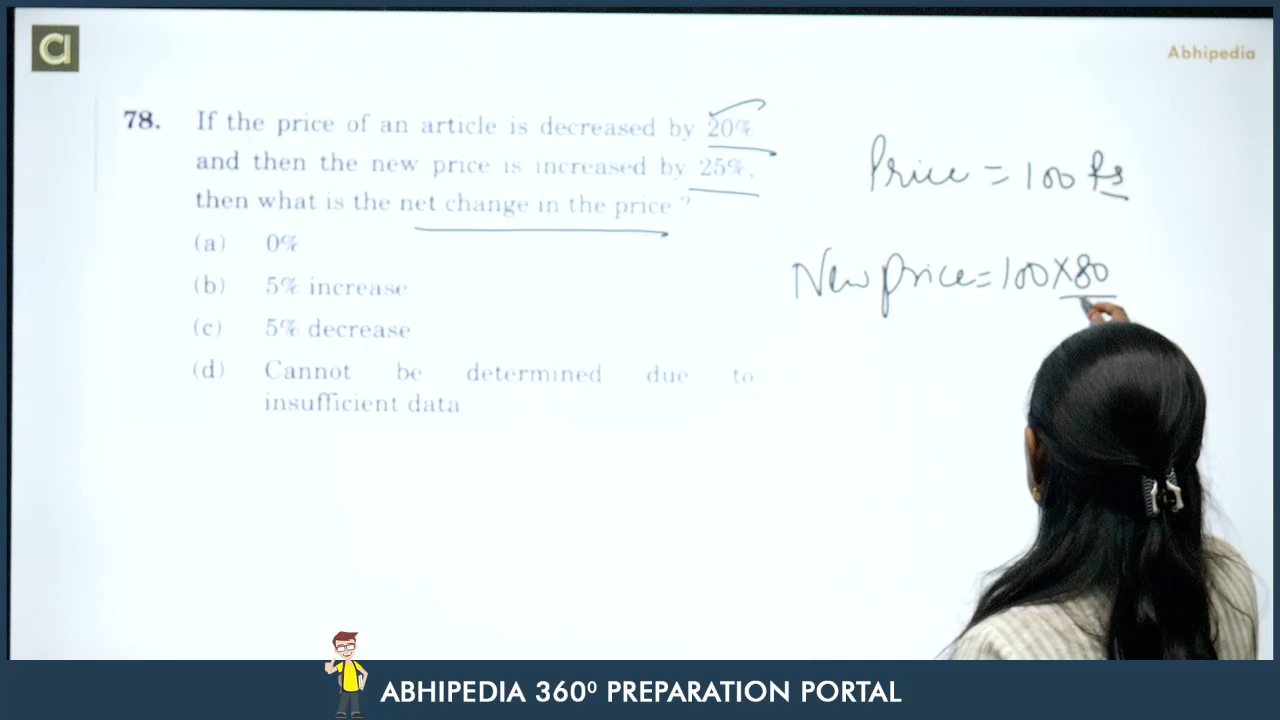 Abhipedia
78. If the price of an article is decreased by 20%
and then the new price is increased by 25%,
then what is the net change in the price ?
(a) 0%
(b) 5% increase
(c) 5% decrease
(d) Cannot be determined due to
insufficient data
Price = 100 Rs
New price = 100 × 80
ABHIPEDIA 360⁰ PREPARATION PORTAL